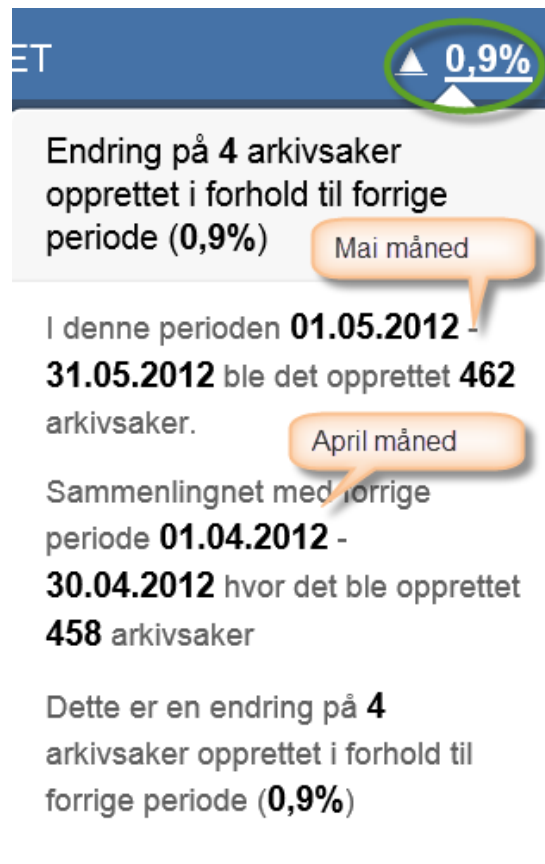 ET ▲ 0,9%
Endring på 4 arkivsaker
opprettet i forhold til forrige
periode (0,9%)
Mai måned
I denne perioden 01.05.2012 -
31.05.2012 ble det opprettet 462
arkivsaker.
April måned
Sammenlingnet med forrige
periode 01.04.2012 -
30.04.2012 hvor det ble opprettet
458 arkivsaker
Dette er en endring på 4
arkivsaker opprettet i forhold til
forrige periode (0,9%)